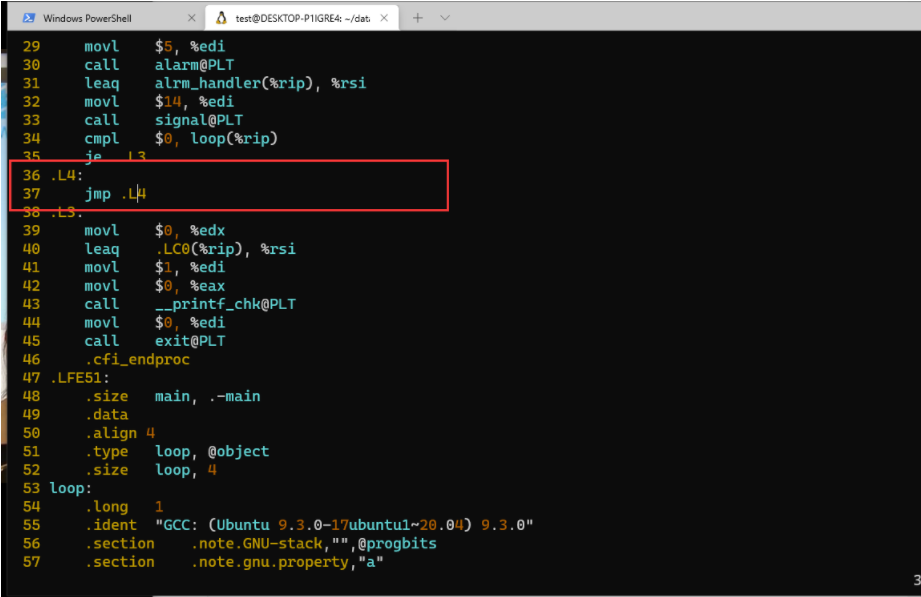 Windows PowerShell
test@DESKTOP-P1IGRE4: ~/dat
29 movl $5, %edi
30 call alarm@PLT
31 leaq alrm_handler(%rip), %rsi
32 movl $14, %edi
33 call signal@PLT
34 cmpl $0, loop(%rip)
35 je .L3
36 .L4:
37 jmp .L4
38 .L3:
39 movl $0, %edx
40 leaq .LC0(%rip), %rsi
41 movl $1, %edi
42 movl $0, %eax
43 call __printf_chk@PLT
44 movl $0, %edi
45 call exit@PLT
46 .cfi_endproc
47 .LFE51:
48 .size main, .-main
49 .data
50 .align 4
51 .type loop, @object
52 .size loop, 4
53 loop:
54 .long 1
55 .ident "GCC: (Ubuntu 9.3.0-17ubuntu1~20.04) 9.3.0"
56 .section .note.GNU-stack,"",@progbits
57 .section .note.gnu.property,"a"
3